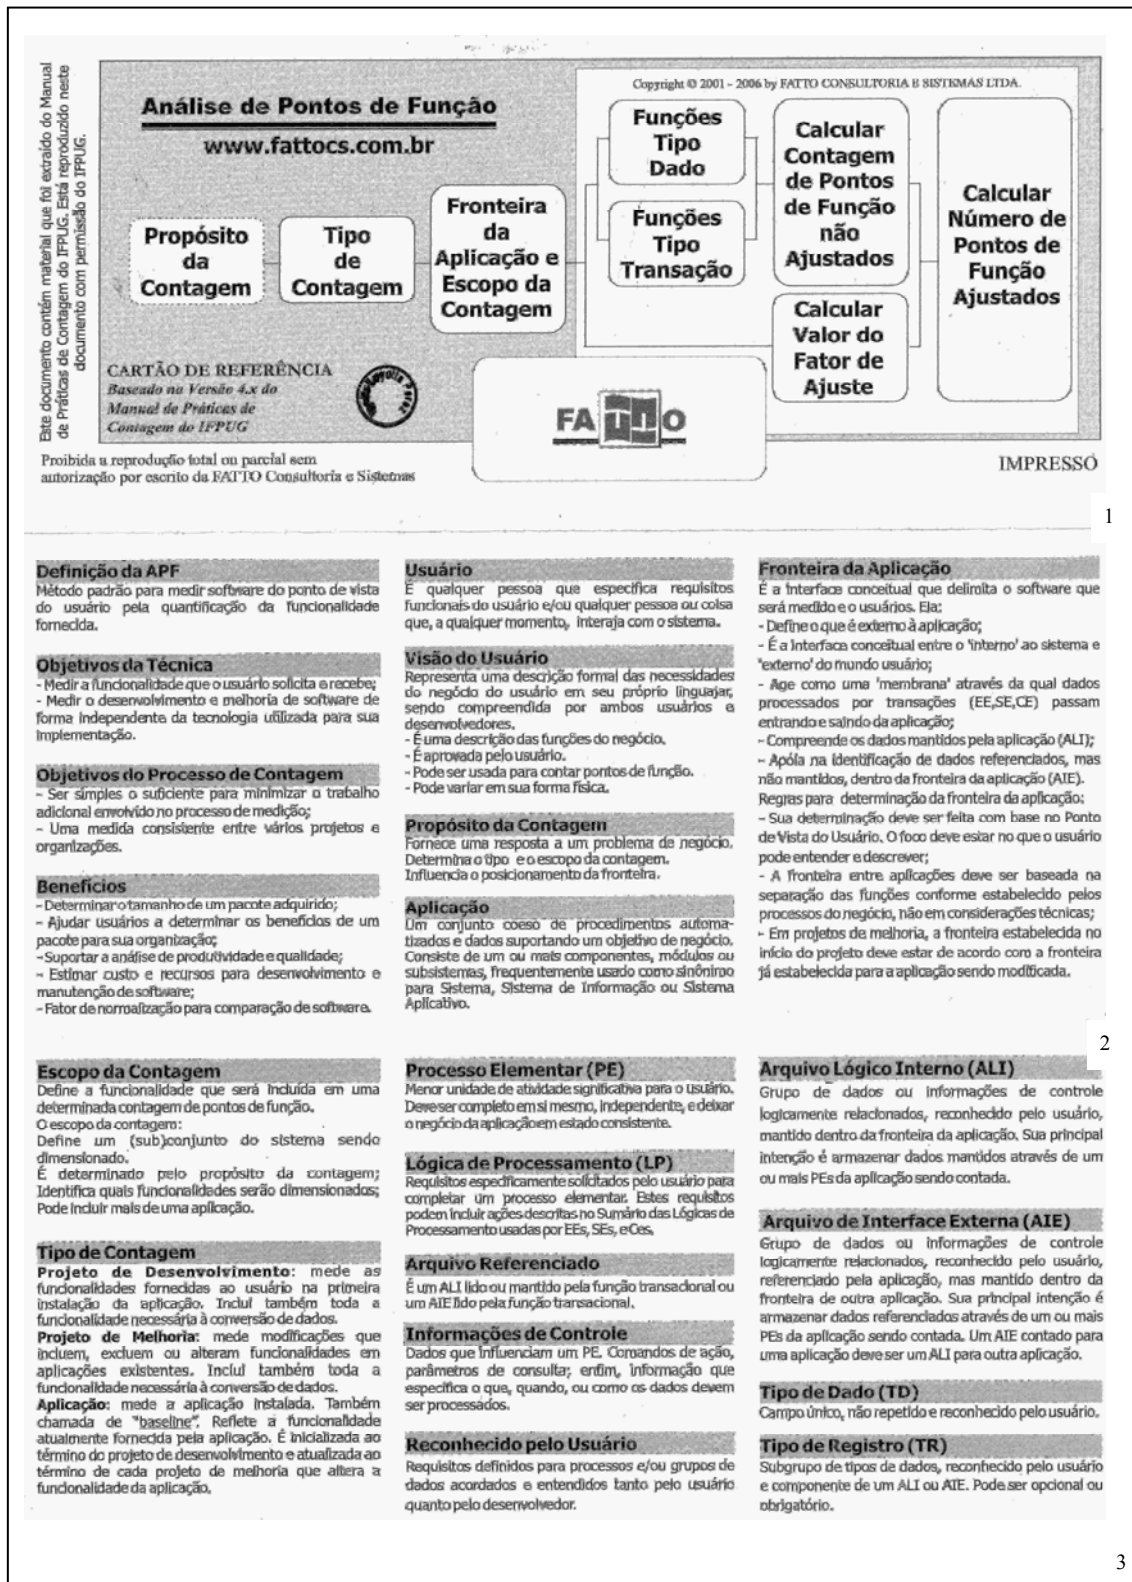 Este documento contém material que foi extraído do Manual
de Práticas de Contagem do IFPUG. Está reproduzido neste
documento com permissão do IFPUG.
Análise de Pontos de Função
www.fattocs.com.br
Propósito
da
Contagem
Tipo
de
Contagem
Fronteira
da
Aplicação e
Escopo da
Contagem
Copyright © 2001 - 2006 by FATTO CONSULTORIA E SISTEMAS LTDA.
Funções
Tipo
Dado
Funções
Tipo
Transação
Calcular
Contagem
de Pontos
de Função
não
Ajustados
Calcular
Valor do
Fator de
Ajuste
Calcular
Número de
Pontos de
Função
Ajustados
CARTÃO DE REFERÊNCIA
Baseado na Versão 4.x do
Manual de Práticas de
Contagem do IFPUG
FATTO
Proibida a reprodução total ou parcial sem
autorização por escrito da FATTO Consultoria e Sistemas
IMPRESSO
1
Definição da APF
Método padrão para medir software do ponto de vista
do usuário pela quantificação da funcionalidade
fornecida.
Objetivos da Técnica
- Medir a funcionalidade que o usuário solicita e recebe;
- Medir o desenvolvimento e melhoria de software de
forma independente da tecnologia utilizada para sua
implementação.
Objetivos do Processo de Contagem
- Ser simples o suficiente para minimizar o trabalho
adicional envolvido no processo de medição;
- Uma medida consistente entre vários projetos e
organizações.
Benefícios
- Determinar o tamanho de um pacote adquirido;
- Ajudar usuários a determinar os benefícios de um
pacote para sua organização;
- Suportar a análise de produtividade e qualidade;
- Estimar custo e recursos para desenvolvimento e
manutenção de software;
- Fator de normalização para comparação de software.
Usuário
É qualquer pessoa que especifica requisitos
funcionais do usuário e/ou qualquer pessoa ou coisa
que, a qualquer momento, interaja com o sistema.
Visão do Usuário
Representa uma descrição formal das necessidades
do negócio do usuário em seu próprio linguajar,
sendo compreendida por ambos usuários e
desenvolvedores.
- É uma descrição das funções do negócio.
- É aprovada pelo usuário.
- Pode ser usada para contar pontos de função.
- Pode variar em sua forma física.
Propósito da Contagem
Fornece uma resposta a um problema de negócio.
Determina o tipo e o escopo da contagem.
Influencia o posicionamento da fronteira.
Aplicação
Um conjunto coeso de procedimentos automa-
tizados e dados suportando um objetivo de negócio.
Consiste de um ou mais componentes, módulos ou
subsistemas, frequentemente usado como sinônimo
para Sistema, Sistema de Informação ou Sistema
Aplicativo.
Fronteira da Aplicação
É a interface conceitual que delimita o software que
será medido e o usuários. Ela:
- Define o que é externo à aplicação;
- É a interface conceitual entre o 'interno' ao sistema e
'externo' do mundo usuário;
- Age como uma 'membrana' através da qual dados
processados por transações (EE,SE,CE) passam
entrando e saindo da aplicação;
- Compreende os dados mantidos pela aplicação (ALI);
- Apóia na identificação de dados referenciados, mas
não mantidos, dentro da fronteira da aplicação (AIE).
Regras para determinação da fronteira da aplicação:
- Sua determinação deve ser feita com base no Ponto
de Vista do Usuário. O foco deve estar no que o usuário
pode entender e descrever;
- A fronteira entre aplicações deve ser baseada na
separação das funções conforme estabelecido pelos
processos do negócio, não em considerações técnicas;
- Em projetos de melhoria, a fronteira estabelecida no
início do projeto deve estar de acordo com a fronteira
já estabelecida para a aplicação sendo modificada.
2
Escopo da Contagem
Define a funcionalidade que será incluída em uma
determinada contagem de pontos de função.
O escopo da contagem:
Define um (sub)conjunto do sistema sendo
dimensionado.
É determinado pelo propósito da contagem;
Identifica quais funcionalidades serão dimensionadas;
Pode incluir mais de uma aplicação.
Tipo de Contagem
Projeto de Desenvolvimento: mede as
funcionalidades fornecidas ao usuário na primeira
instalação da aplicação. Inclui também toda a
funcionalidade necessária à conversão de dados.
Projeto de Melhoria: mede modificações que
incluem, excluem ou alteram funcionalidades em
aplicações existentes. Inclui também toda a
funcionalidade necessária à conversão de dados.
Aplicação: mede a aplicação instalada. Também
chamada de "baseline". Reflete a funcionalidade
atualmente fornecida pela aplicação. É inicializada ao
término do projeto de desenvolvimento e atualizada ao
término de cada projeto de melhoria que altera a
funcionalidade da aplicação.
Processo Elementar (PE)
Menor unidade de atividade significativa para o usuário.
Deve ser completo em si mesmo, independente, e deixar
o negócio da aplicação em estado consistente.
Lógica de Processamento (LP)
Requisitos especificamente solicitados pelo usuário para
completar um processo elementar. Estes requisitos
podem incluir ações descritas no Sumário das Lógicas de
Processamento usadas por EEs, SEs, e Ces.
Arquivo Referenciado
É um ALI lido ou mantido pela função transacional ou
um AIE lido pela função transacional.
Informações de Controle
Dados que influenciam um PE. Comandos de ação,
parâmetros de consulta; enfim, informação que
especifica o que, quando, ou como os dados devem
ser processados.
Reconhecido pelo Usuário
Requisitos definidos para processos e/ou grupos de
dados acordados e entendidos tanto pelo usuário
quanto pelo desenvolvedor.
Arquivo Lógico Interno (ALI)
Grupo de dados ou informações de controle
logicamente relacionados, reconhecido pelo usuário,
mantido dentro da fronteira da aplicação. Sua principal
intenção é armazenar dados mantidos através de um
ou mais PEs da aplicação sendo contada.
Arquivo de Interface Externa (AIE)
Grupo de dados ou informações de controle
logicamente relacionados, reconhecido pelo usuário,
referenciado pela aplicação, mas mantido dentro da
fronteira de outra aplicação. Sua principal intenção é
armazenar dados referenciados através de um ou mais
PEs da aplicação sendo contada. Um AIE contado para
uma aplicação deve ser um ALI para outra aplicação.
Tipo de Dado (TD)
Campo único, não repetido e reconhecido pelo usuário.
Tipo de Registro (TR)
Subgrupo de tipos de dados, reconhecido pelo usuário
e componente de um ALI ou AIE. Pode ser opcional ou
obrigatório.
3